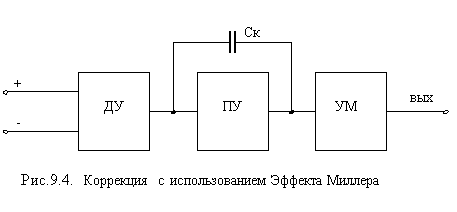 Ск
+
ДУ ПУ УМ вых
-
Рис.9.4. Коррекция с использованием Эффекта Миллера